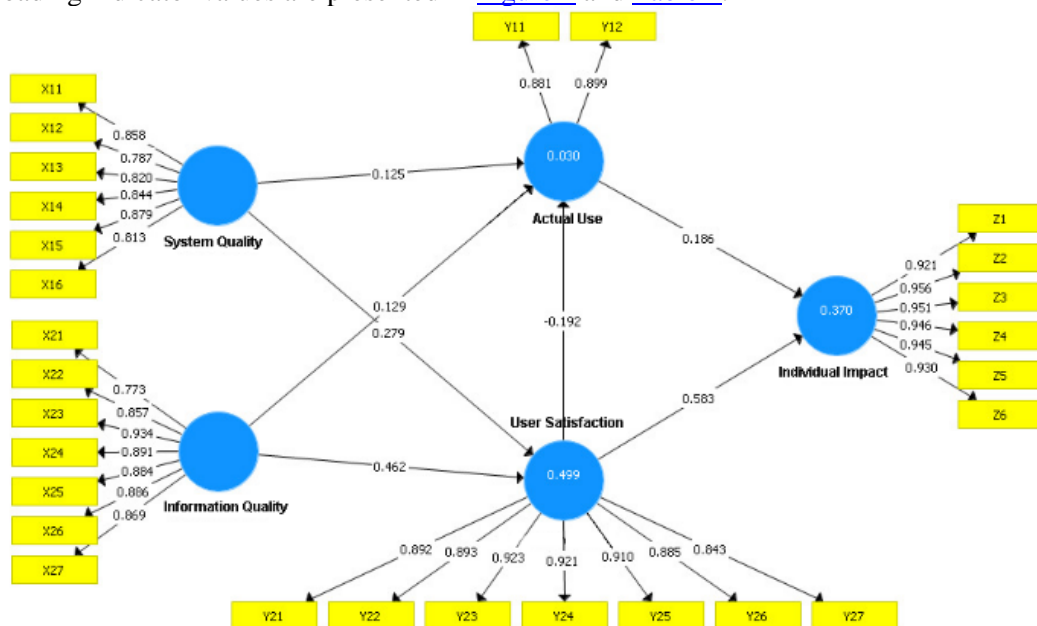 Y11
Y12
X11
X12
X13
X14
X15
X16
0.858
0.787
0.820
0.844
0.879
0.813
System Quality
0.881
0.899
0.030
Actual Use
0.125
0.129
0.279
-0.192
0.186
0.583
0.462
X21
X22
X23
X24
X25
X26
X27
0.773
0.857
0.934
0.891
0.884
0.886
0.869
Information Quality
User Satisfaction
0.499
0.892
0.893
0.923
0.921
0.910
0.885
0.843
Y21
Y22
Y23
Y24
Y25
Y26
Y27
0.370
Individual Impact
0.921
0.956
0.951
0.946
0.945
0.930
Z1
Z2
Z3
Z4
Z5
Z6